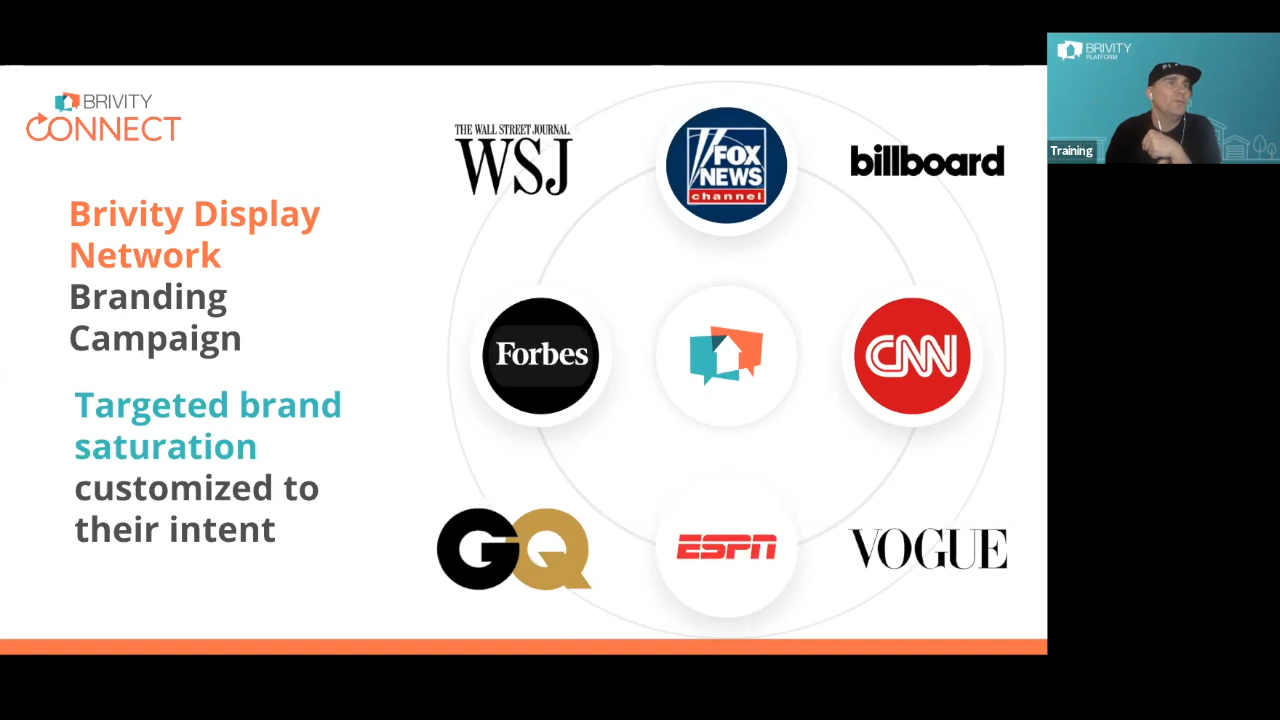 BRIVITY
CONNECT
Brivity Display
Network
Branding
Campaign
Targeted brand
saturation
customized to
their intent
THE WALL STREET JOURNAL.
WSJ
FOX
NEWS
channel
billboard
Forbes
CNN
GQ
ESPN
VOGUE
BRIVITY
PLATFORM
Training